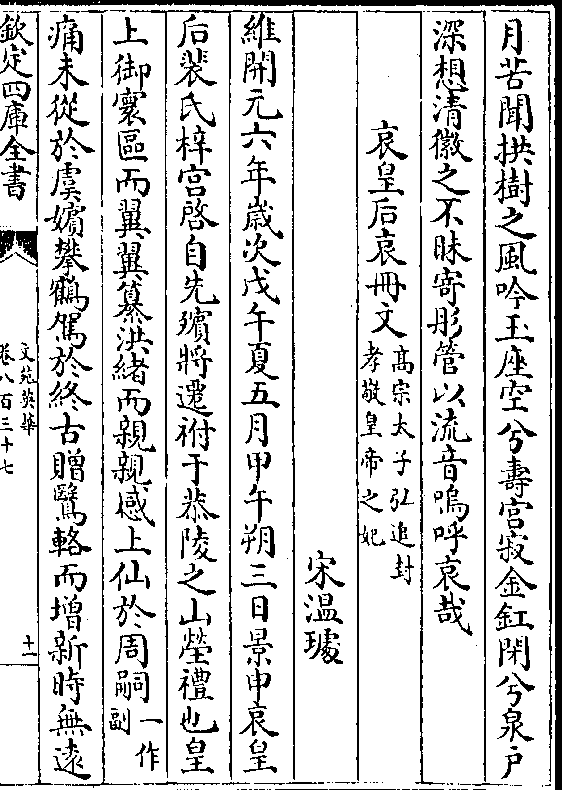 月苦聞拱樹之風吟玉座空兮壽宫寂金釭閉兮泉户
深想清徽之不昧寄彤管以流音嗚呼哀哉
哀皇后哀冊文
高宗太子弘追封
孝敬皇帝之妃
宋温璩
維開元六年歲次戊午夏五月甲午朔三日景申哀皇
后裴氏梓宫啓自先殯將遷祔于恭陵之山塋禮也皇
上御寰區而翼翼纂洪緒而親親感上仙於周嗣
一作
副
痛未從於虞嬪攀鶴駕於終古贈鷖輅而增新時無遠
欽定四庫全書
文苑英華
卷八百三十七
十一